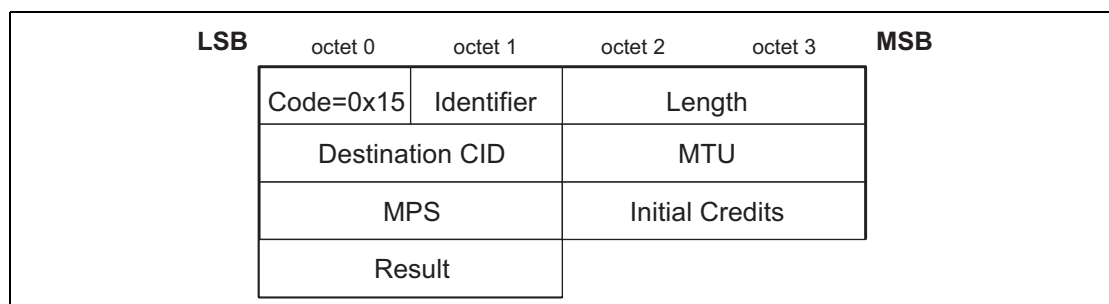 LSB octet 0 octet 1 octet 2 octet 3 MSB
Code=0x15 Identifier Length
Destination CID MTU
MPS Initial Credits
Result